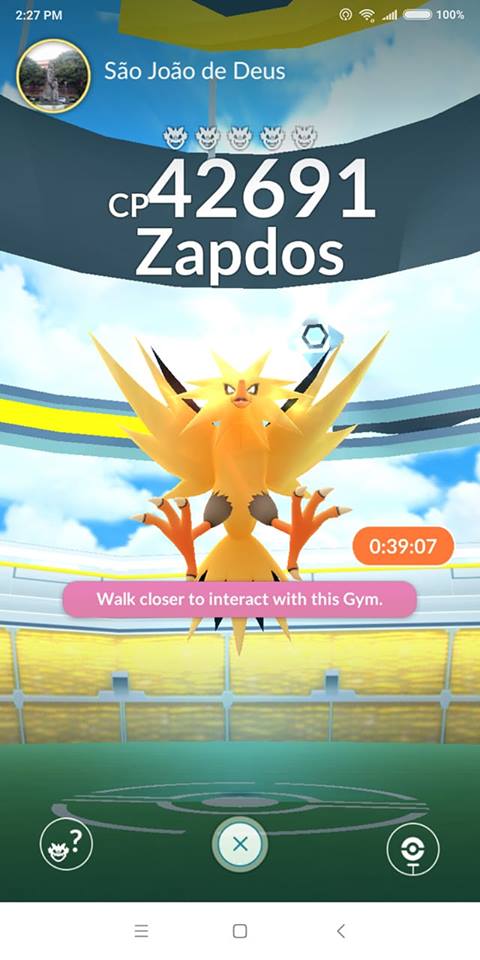 2:27 PM
100%
São João de Deus
CP42691
Zapdos
0:39:07
Walk closer to interact with this Gym.
?